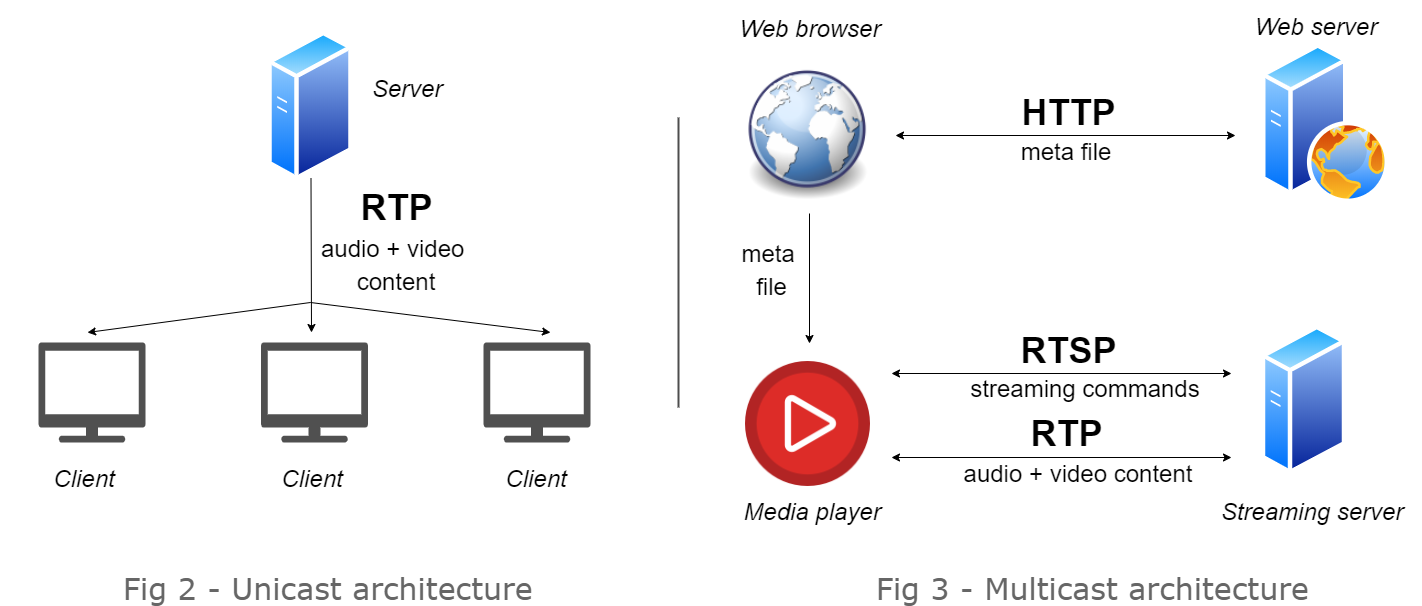 Server
RTP
audio + video
content
Client
Client
Client
Fig 2 - Unicast architecture
Web browser
Web server
HTTP
meta file
meta
file
RTSP
streaming commands
RTP
audio + video content
Media player
Streaming server
Fig 3 - Multicast architecture